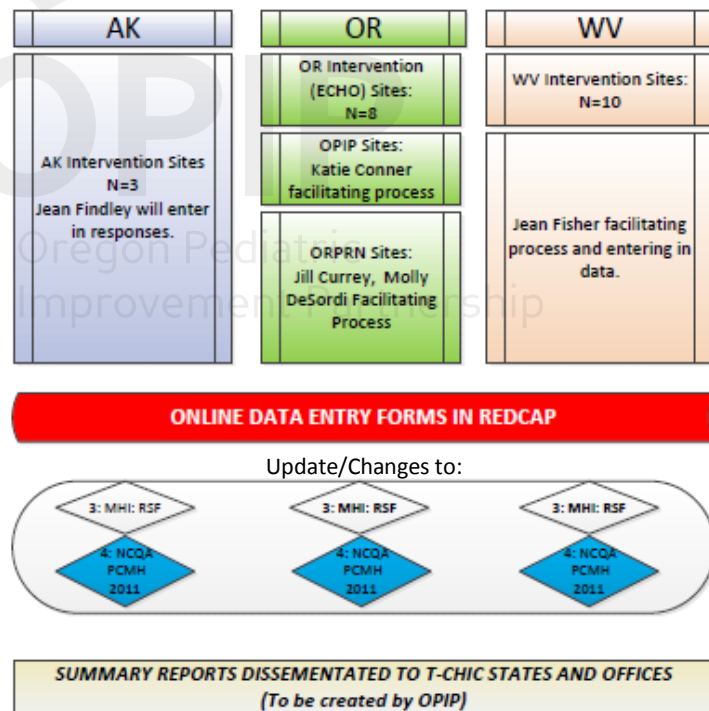 AK
OR
WV
AK Intervention Sites
N=3
Jean Findley will enter
in responses.
OR Intervention
(ECHO) Sites:
N=8
OPIP Sites:
Katie Conner
facilitating process
ORPRN Sites:
Jill Currey, Molly
DeSordi Facilitating
Process
WV Intervention Sites:
N=10
Jean Fisher facilitating
process and entering in
data.
OPIP
Oregon Pediatric
Improvement Partnership
ONLINE DATA ENTRY FORMS IN REDCAP
Update/Changes to:
3: MHI: RSF
3: MHI: RSF
3: MHI: RSF
4: NCQA
PCMH
2011
4: NCQA
PCMH
2011
4: NCQA
PCMH
2011
SUMMARY REPORTS DISSEMENTATED TO T-CHIC STATES AND OFFICES
(To be created by OPIP)